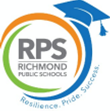 RPS
RICHMOND
PUBLIC SCHOOLS
Resilience. Pride. Success.